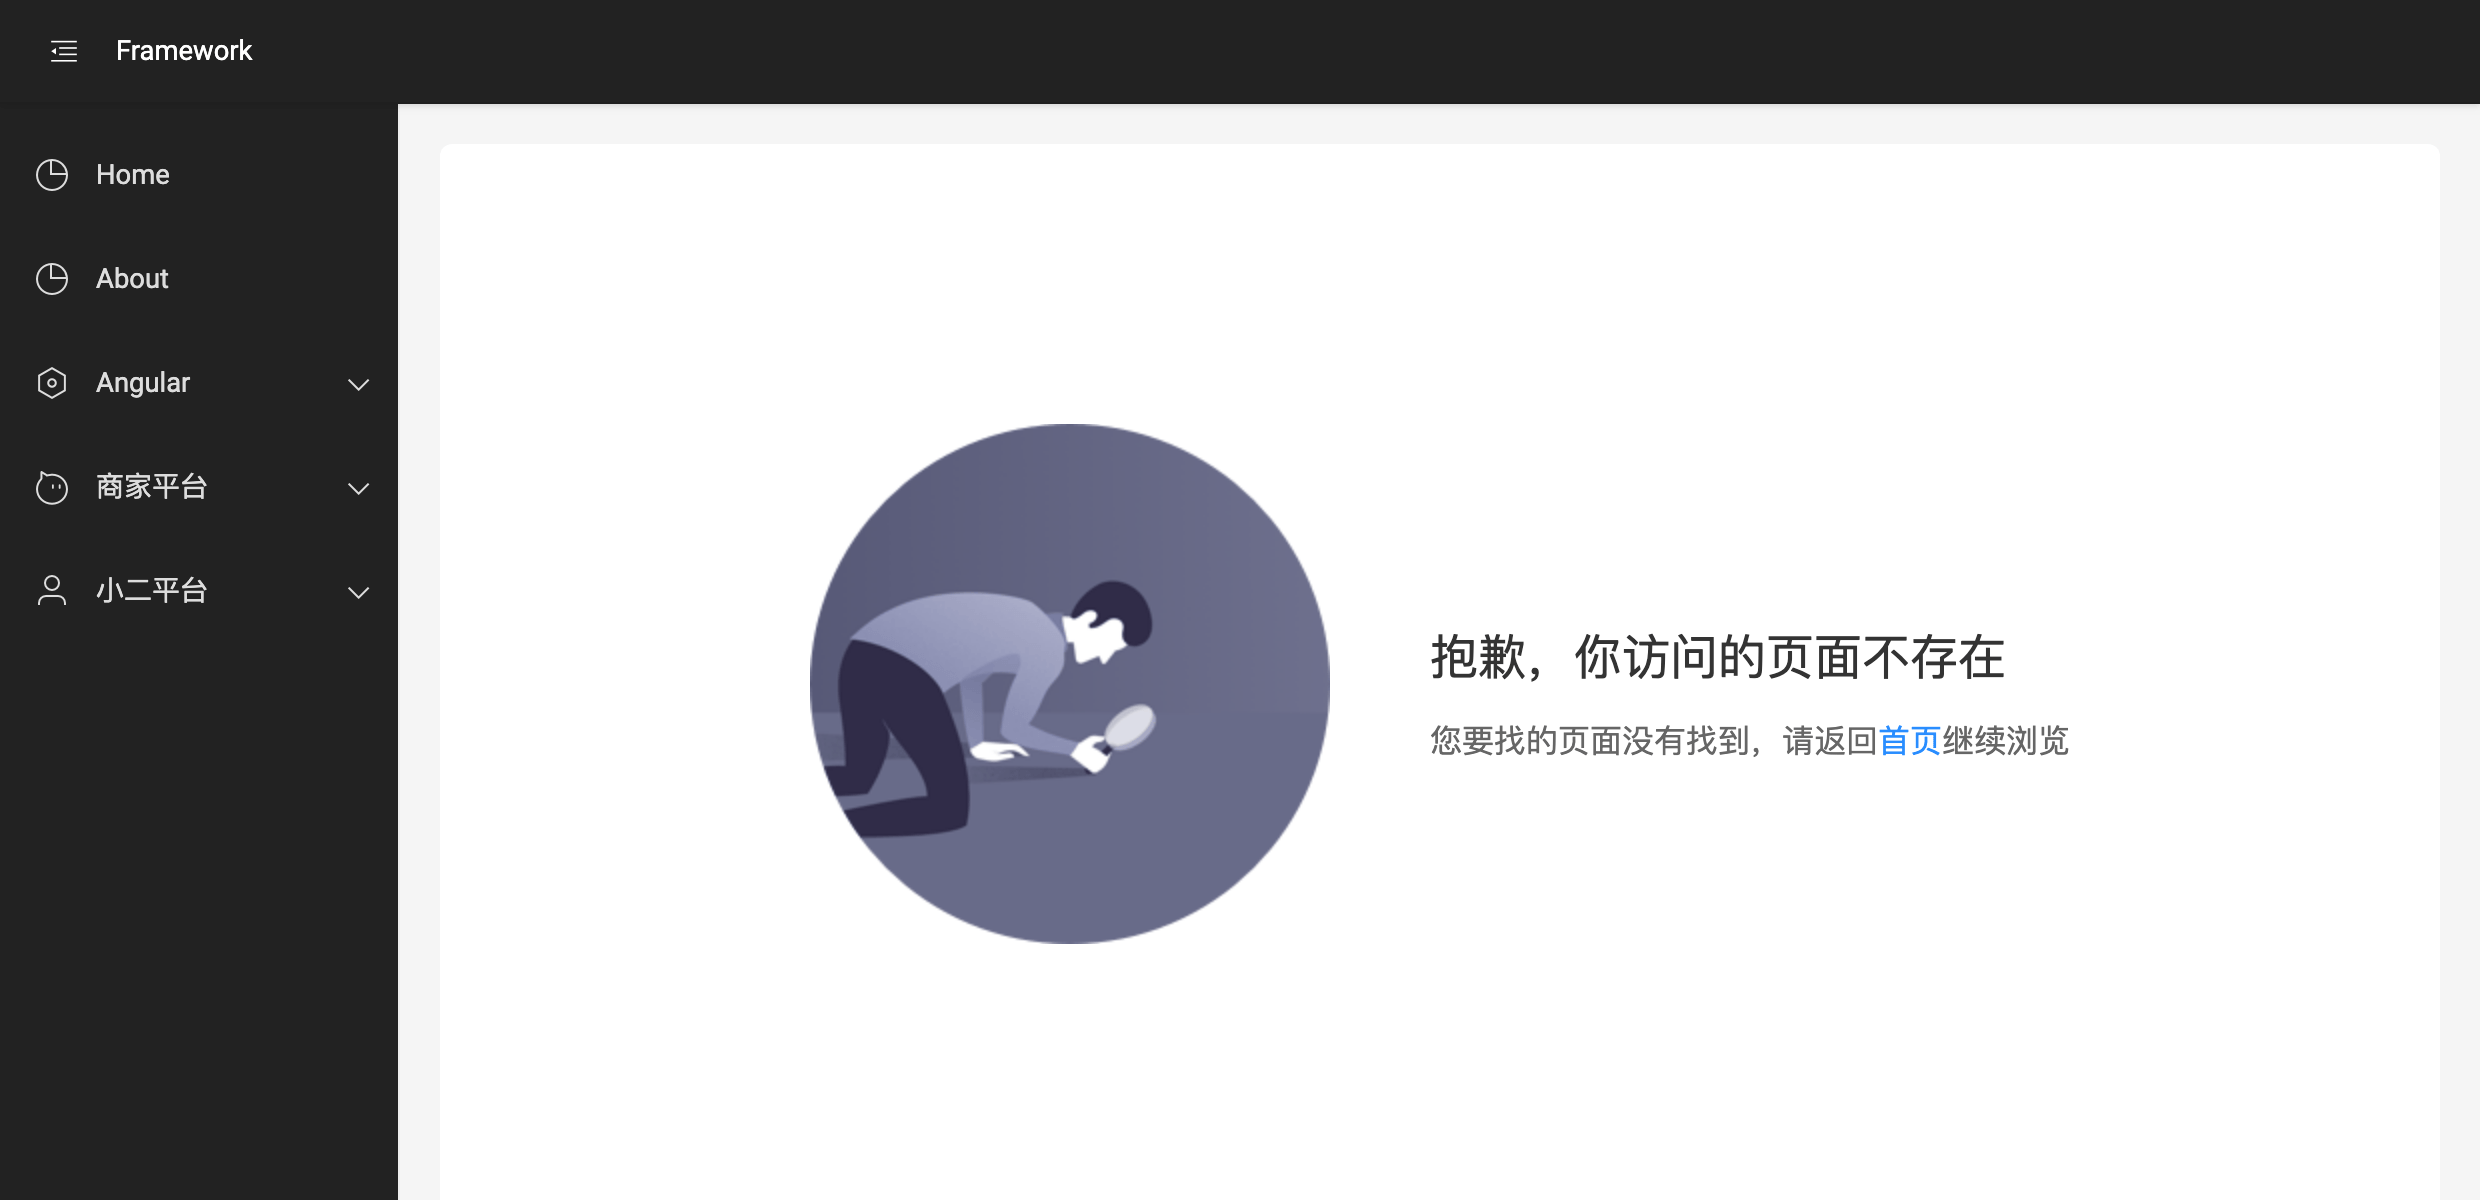 Framework
Home
About
Angular
商家平台
小二平台
抱歉，你访问的页面不存在
您要找的页面没有找到，请返回首页继续浏览